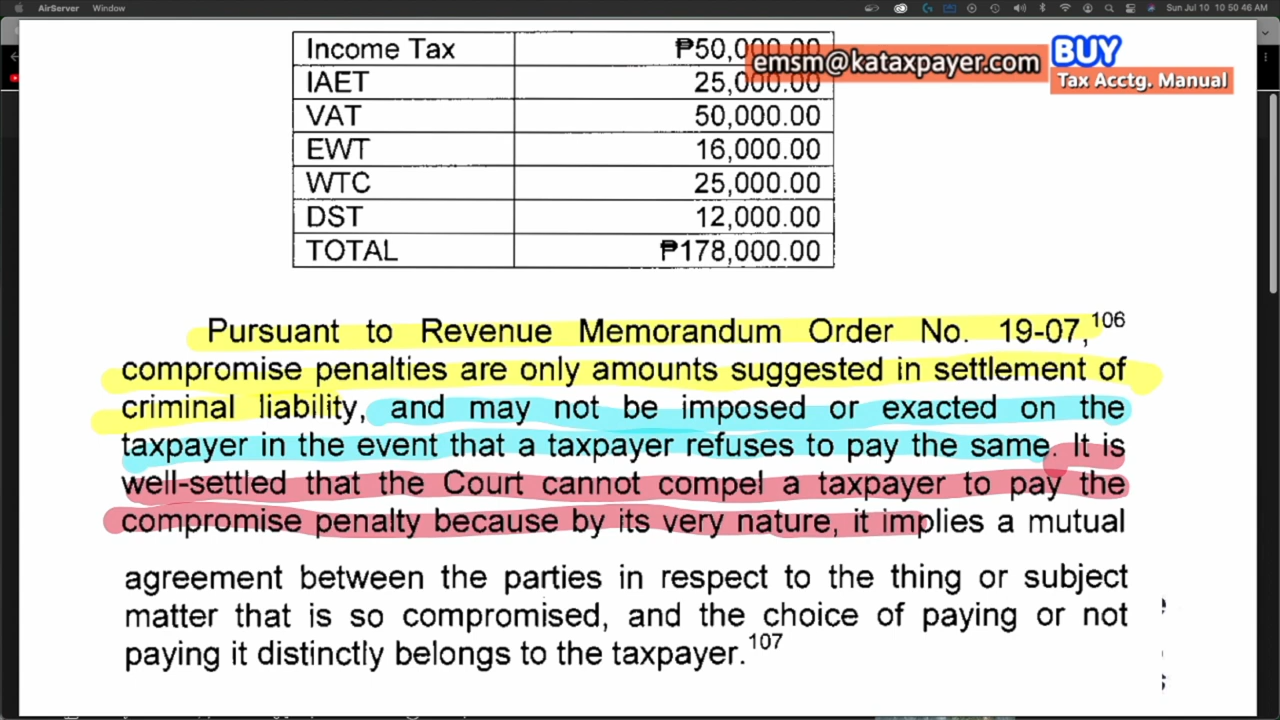 AirServer Window Sun Jul 10 10:50:46 AM
BUY
emsm@kataxpayer.com
Tax Acctg. Manual
Income Tax ₱50,000.00
IAET 25,000.00
VAT 50,000.00
EWT 16,000.00
WTC 25,000.00
DST 12,000.00
TOTAL ₱178,000.00
Pursuant to Revenue Memorandum Order No. 19-07,106
compromise penalties are only amounts suggested in settlement of
criminal liability, and may not be imposed or exacted on the
taxpayer in the event that a taxpayer refuses to pay the same. It is
well-settled that the Court cannot compel a taxpayer to pay the
compromise penalty because by its very nature, it implies a mutual
agreement between the parties in respect to the thing or subject
matter that is so compromised, and the choice of paying or not
paying it distinctly belongs to the taxpayer.107